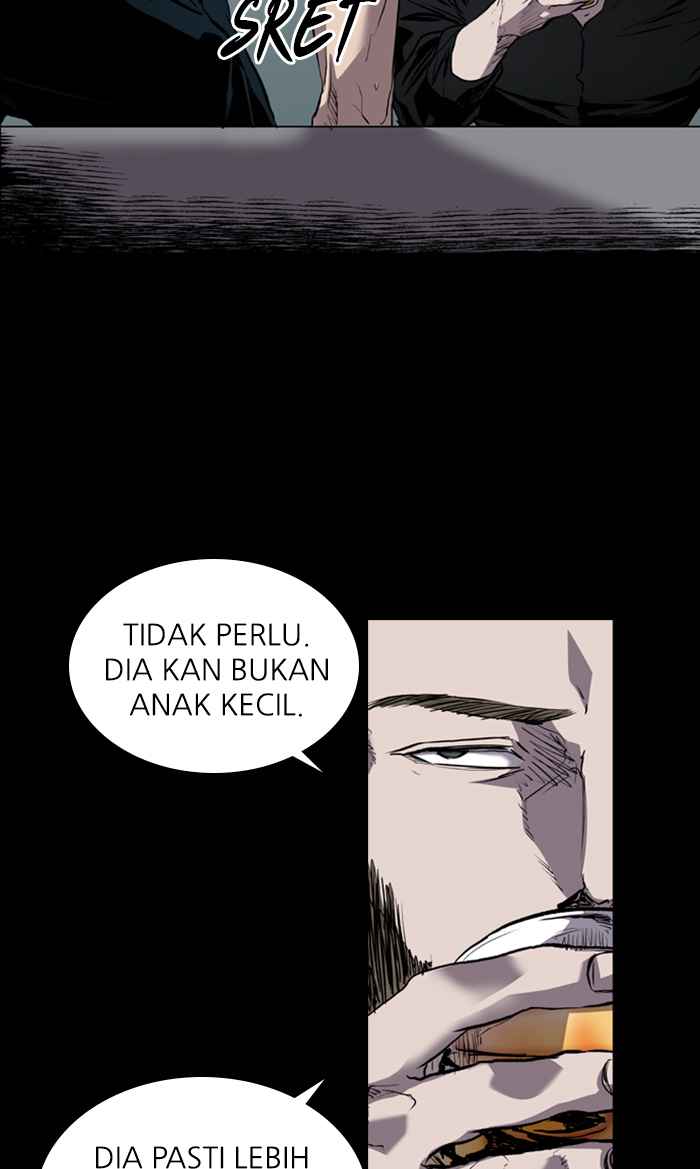 SRET
TIDAK PERLU.
DIA KAN BUKAN
ANAK KECIL.
DIA PASTI LEBIH